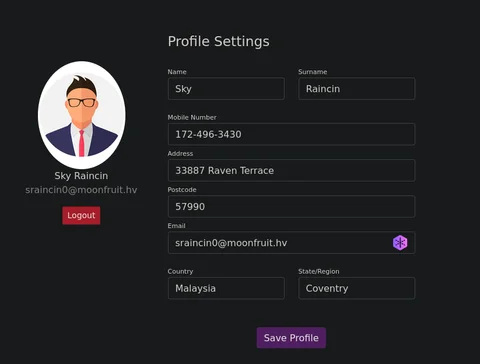 Profile Settings
Sky Raincin
sraincin0@moonfruit.hv
Logout
Name
Surname
Sky
Raincin
Mobile Number
172-496-3430
Address
33887 Raven Terrace
Postcode
57990
Email
sraincin0@moonfruit.hv
Country
State/Region
Malaysia
Coventry
Save Profile